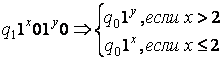 q₁1ˣ01ʸ0 ⇒ { q₀1ʸ, если x > 2
q₀1ˣ, если x ≤ 2